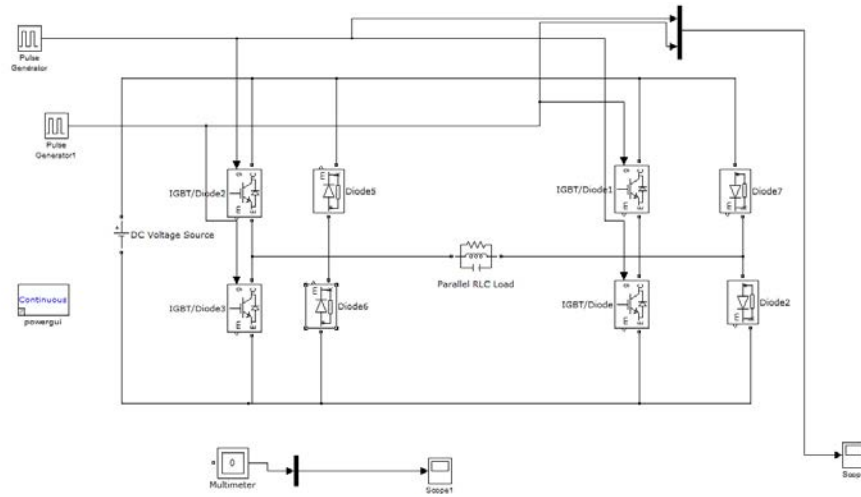 Pulse
Generator
Pulse
Generator1
g
C
m
E
IGBT/Diode2
m
Diode5
g
C
m
E
IGBT/Diode1
m
Diode7
+
DC Voltage Source
Parallel RLC Load
Continuous
powergui
g
C
m
E
IGBT/Diode3
m
Diode6
g
C
m
E
IGBT/Diode
m
Diode2
0
Multimeter
Scope1
Scop